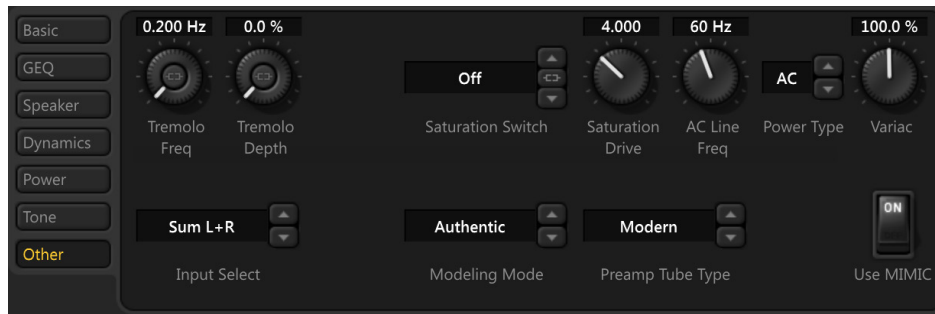 Basic
GEQ
Speaker
Dynamics
Power
Tone
Other
0.200 Hz
0.0 %
4.000
60 Hz
100.0 %
Off
AC
Tremolo Freq
Tremolo Depth
Saturation Switch
Saturation Drive
AC Line Freq
Power Type
Variac
Sum L+R
Authentic
Modern
ON
Input Select
Modeling Mode
Preamp Tube Type
Use MIMIC